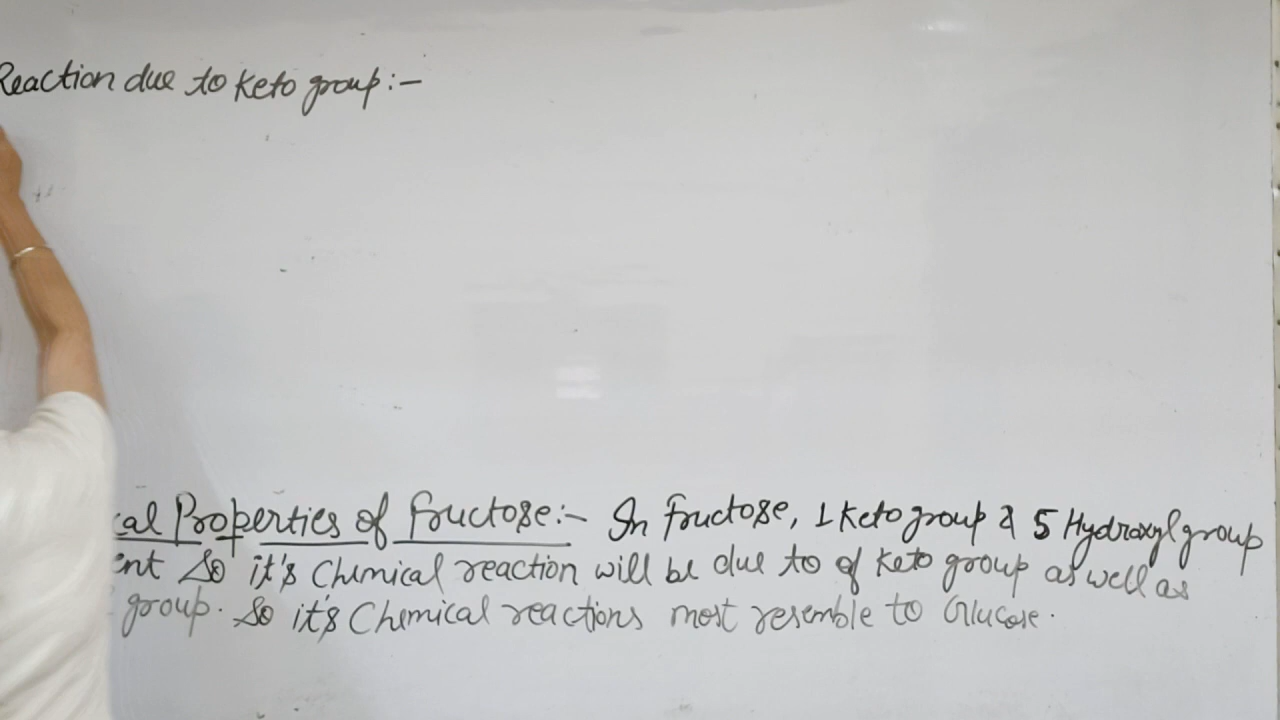 Reaction due to keto group:-
cal Properties of fructose:- In fructose, 1 Keto group & 5 Hydroxyl group
ent So it's Chemical reaction will be due to of Keto group as well as
group. So it's Chemical reactions most resemble to Glucose.